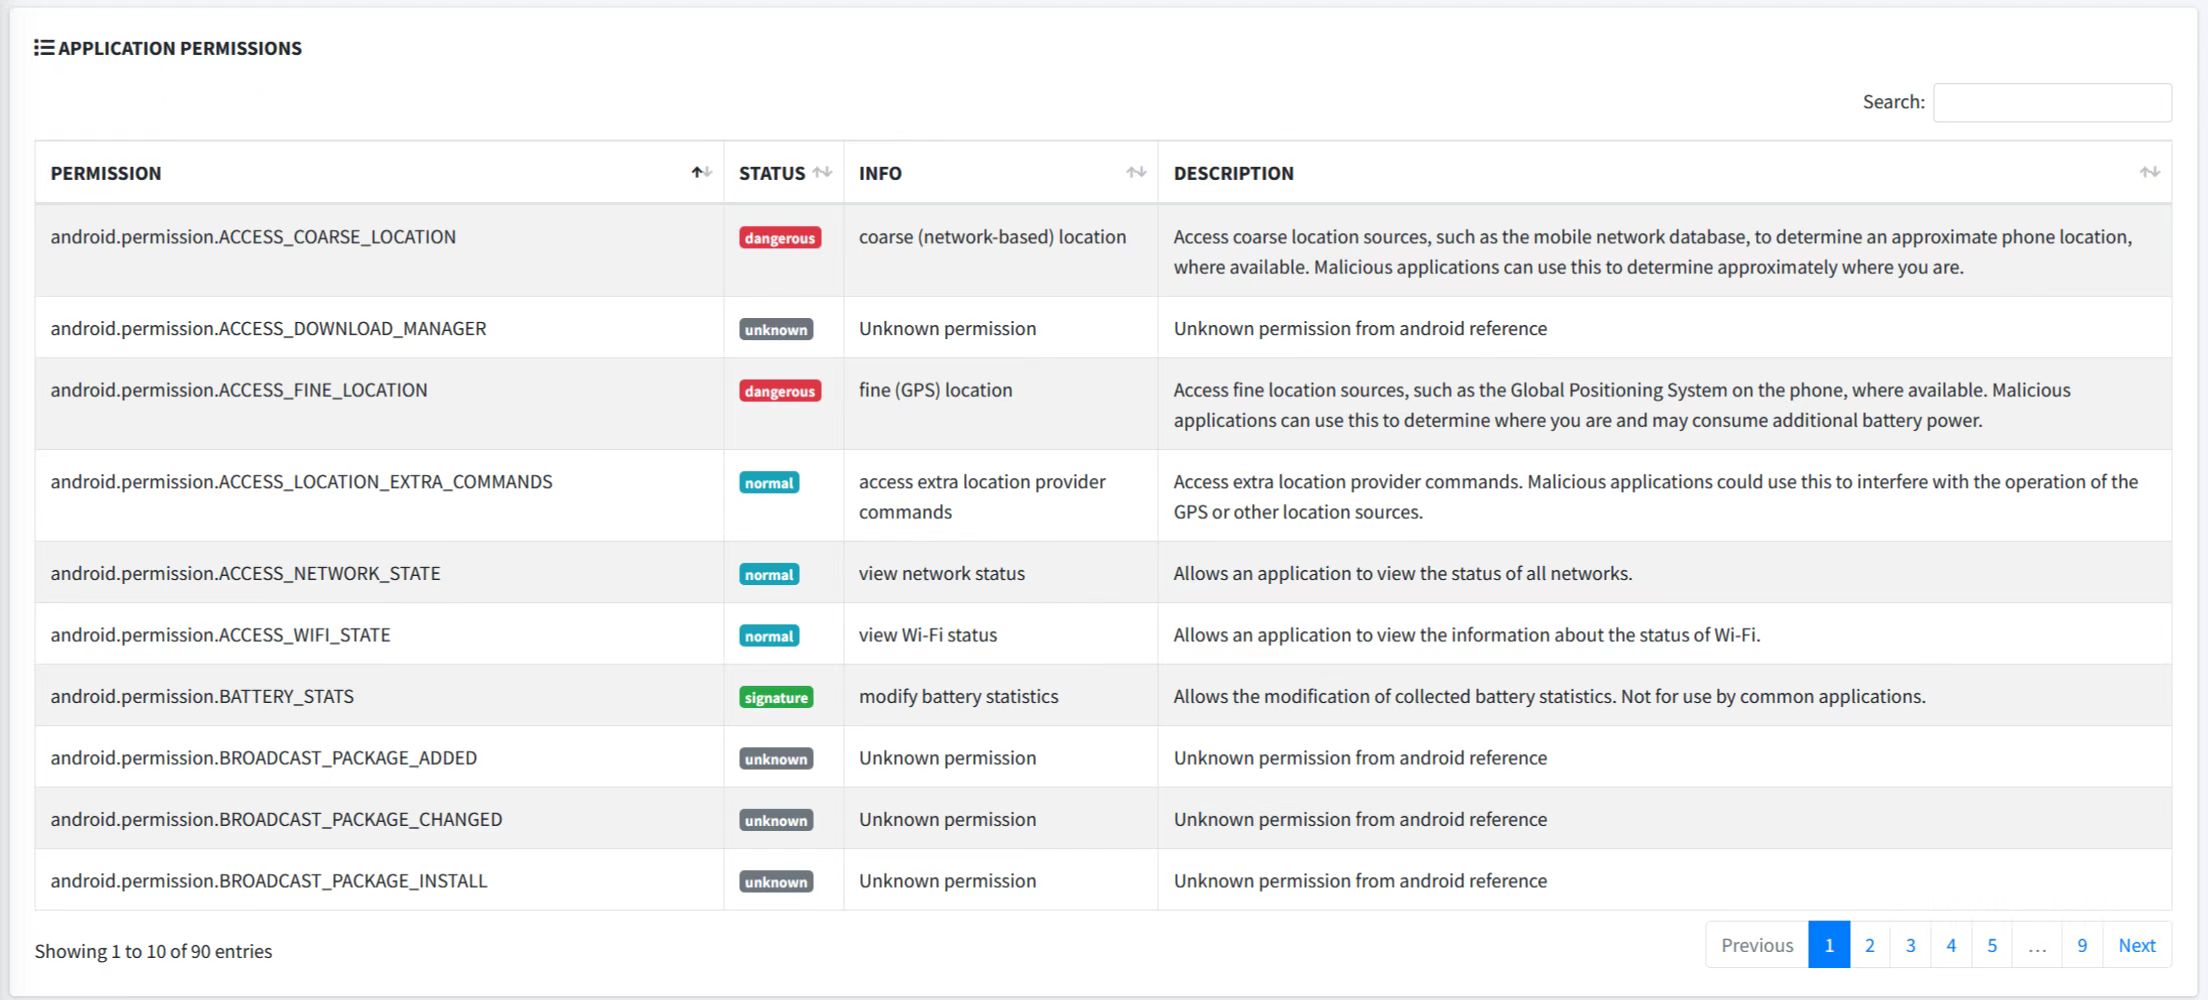 APPLICATION PERMISSIONS
Search:
PERMISSION STATUS INFO DESCRIPTION
android.permission.ACCESS_COARSE_LOCATION dangerous coarse (network-based) location Access coarse location sources, such as the mobile network database, to determine an approximate phone location,
where available. Malicious applications can use this to determine approximately where you are.
android.permission.ACCESS_DOWNLOAD_MANAGER unknown Unknown permission Unknown permission from android reference
android.permission.ACCESS_FINE_LOCATION dangerous fine (GPS) location Access fine location sources, such as the Global Positioning System on the phone, where available. Malicious
applications can use this to determine where you are and may consume additional battery power.
android.permission.ACCESS_LOCATION_EXTRA_COMMANDS normal access extra location provider Access extra location provider commands. Malicious applications could use this to interfere with the operation of the
commands GPS or other location sources.
android.permission.ACCESS_NETWORK_STATE normal view network status Allows an application to view the status of all networks.
android.permission.ACCESS_WIFI_STATE normal view Wi-Fi status Allows an application to view the information about the status of Wi-Fi.
android.permission.BATTERY_STATS signature modify battery statistics Allows the modification of collected battery statistics. Not for use by common applications.
android.permission.BROADCAST_PACKAGE_ADDED unknown Unknown permission Unknown permission from android reference
android.permission.BROADCAST_PACKAGE_CHANGED unknown Unknown permission Unknown permission from android reference
android.permission.BROADCAST_PACKAGE_INSTALL unknown Unknown permission Unknown permission from android reference
Showing 1 to 10 of 90 entries
Previous 1 2 3 4 5 … 9 Next